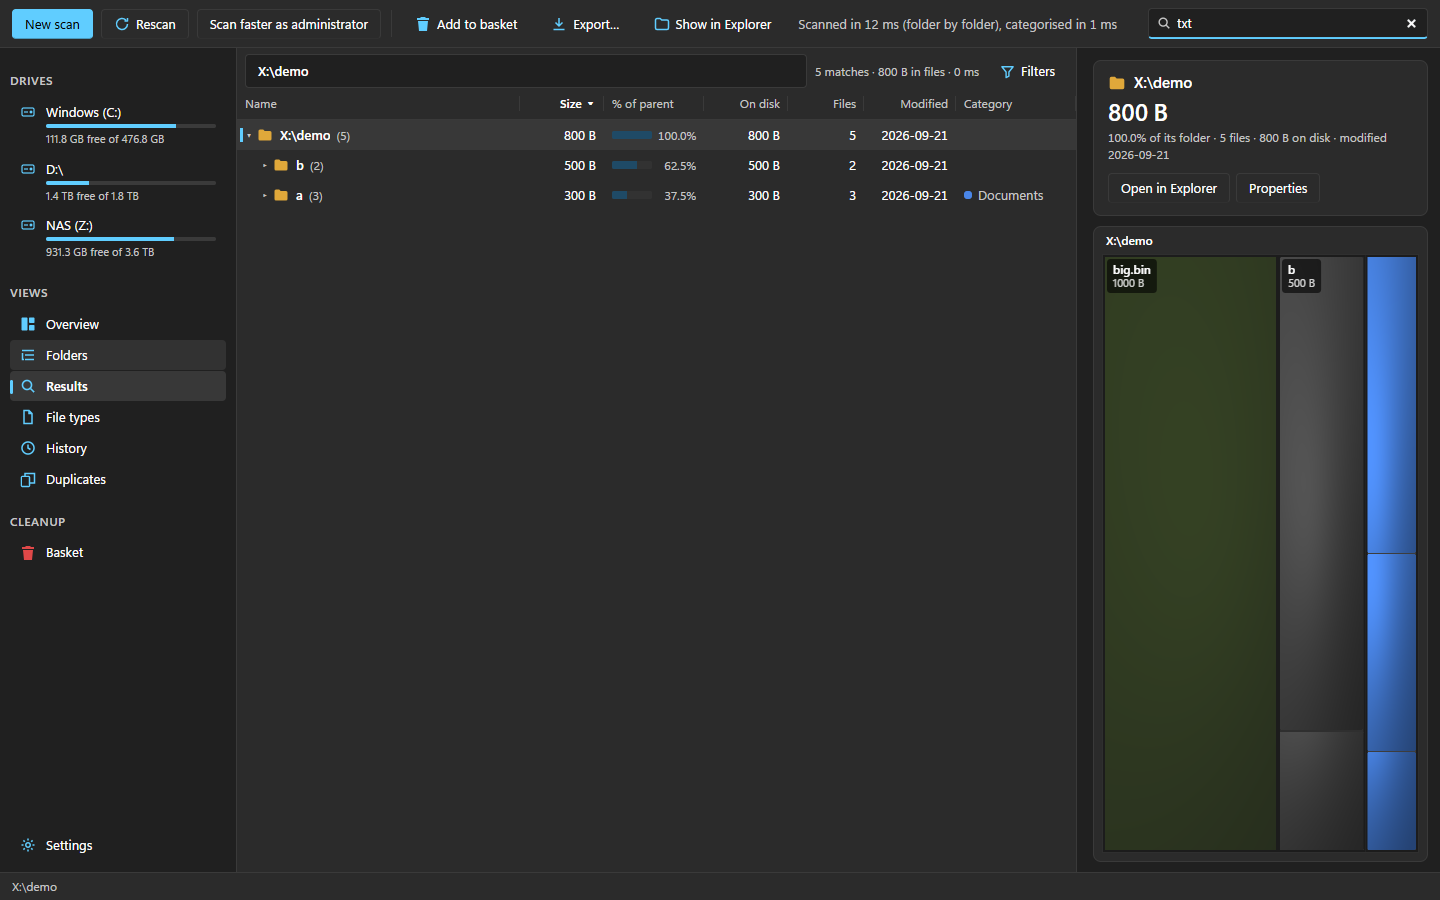 New scan
Rescan
Scan faster as administrator
Add to basket
Export...
Show in Explorer
Scanned in 12 ms (folder by folder), categorised in 1 ms
txt
DRIVES
Windows (C:)
111.8 GB free of 476.8 GB
D:\
1.4 TB free of 1.8 TB
NAS (Z:)
931.3 GB free of 3.6 TB
VIEWS
Overview
Folders
Results
File types
History
Duplicates
CLEANUP
Basket
Settings
X:\demo
5 matches · 800 B in files · 0 ms
Filters
Name Size % of parent On disk Files Modified Category
X:\demo (5) 800 B 100.0% 800 B 5 2026-09-21
b (2) 500 B 62.5% 500 B 2 2026-09-21
a (3) 300 B 37.5% 300 B 3 2026-09-21 Documents
X:\demo
800 B
100.0% of its folder · 5 files · 800 B on disk · modified
2026-09-21
Open in Explorer
Properties
X:\demo
big.bin
1000 B
b
500 B
X:\demo